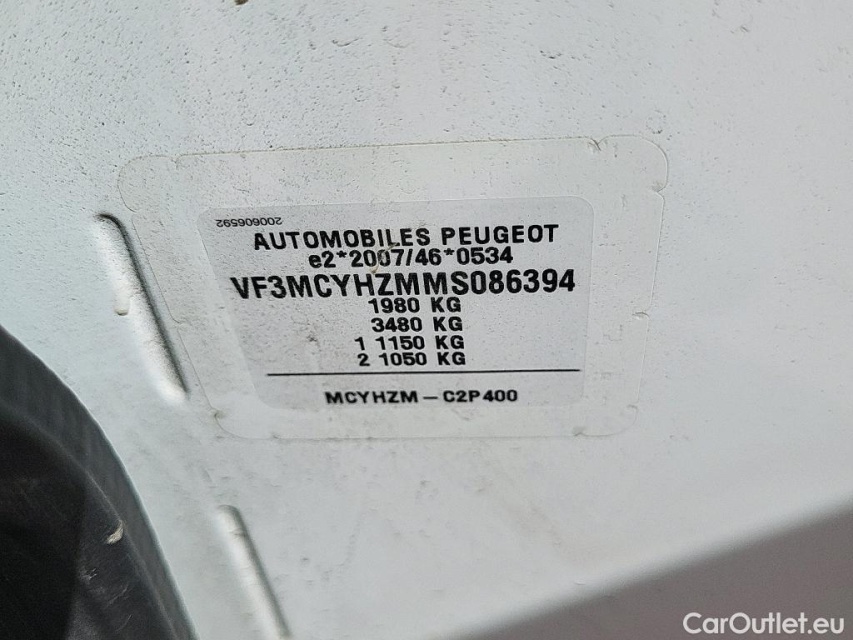 200606592
AUTOMOBILES PEUGEOT
e2*2007/46*0534
VF3MCYHZMMS086394
1980 KG
3480 KG
1 1150 KG
2 1050 KG
MCYHZM – C2P400
CarOutlet.eu